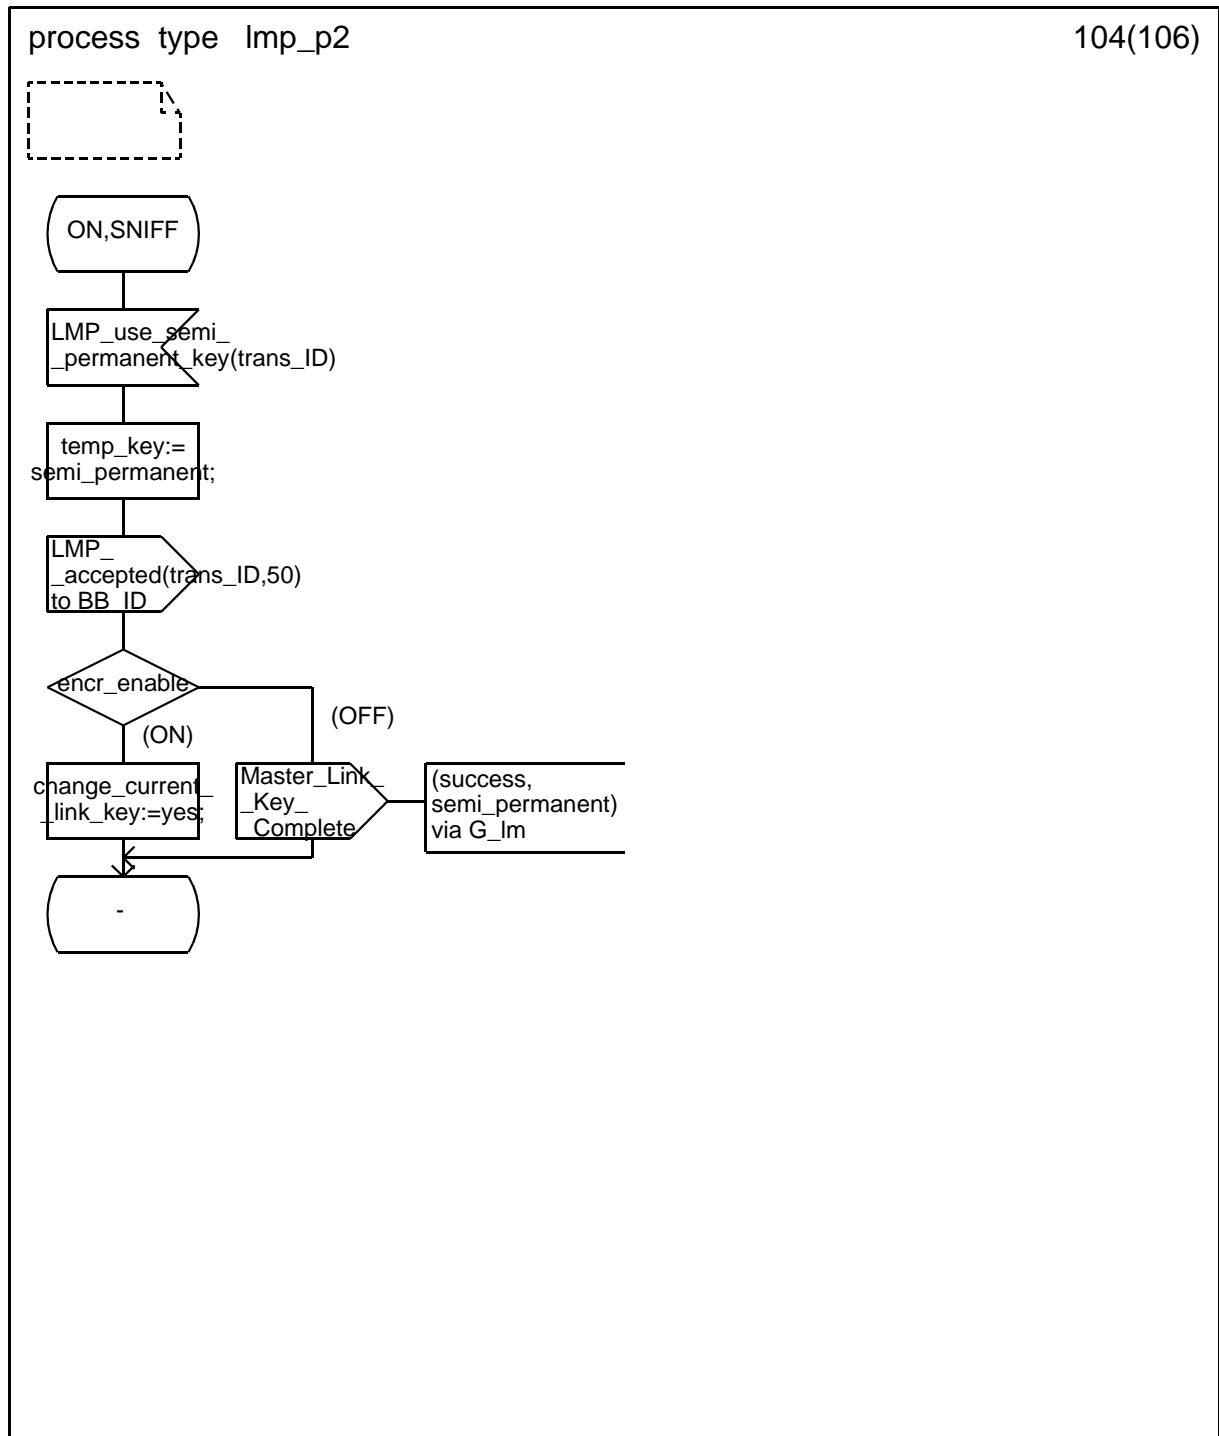 process type lmp_p2
104(106)
ON,SNIFF
LMP_use_semi_
_permanent_key(trans_ID)
temp_key:=
semi_permanent;
LMP_
_accepted(trans_ID,50)
to BB_ID
encr_enable
(OFF)
(ON)
change_current_
_link_key:=yes;
Master_Link_
_Key_
_Complete
(success,
semi_permanent)
via G_lm
-